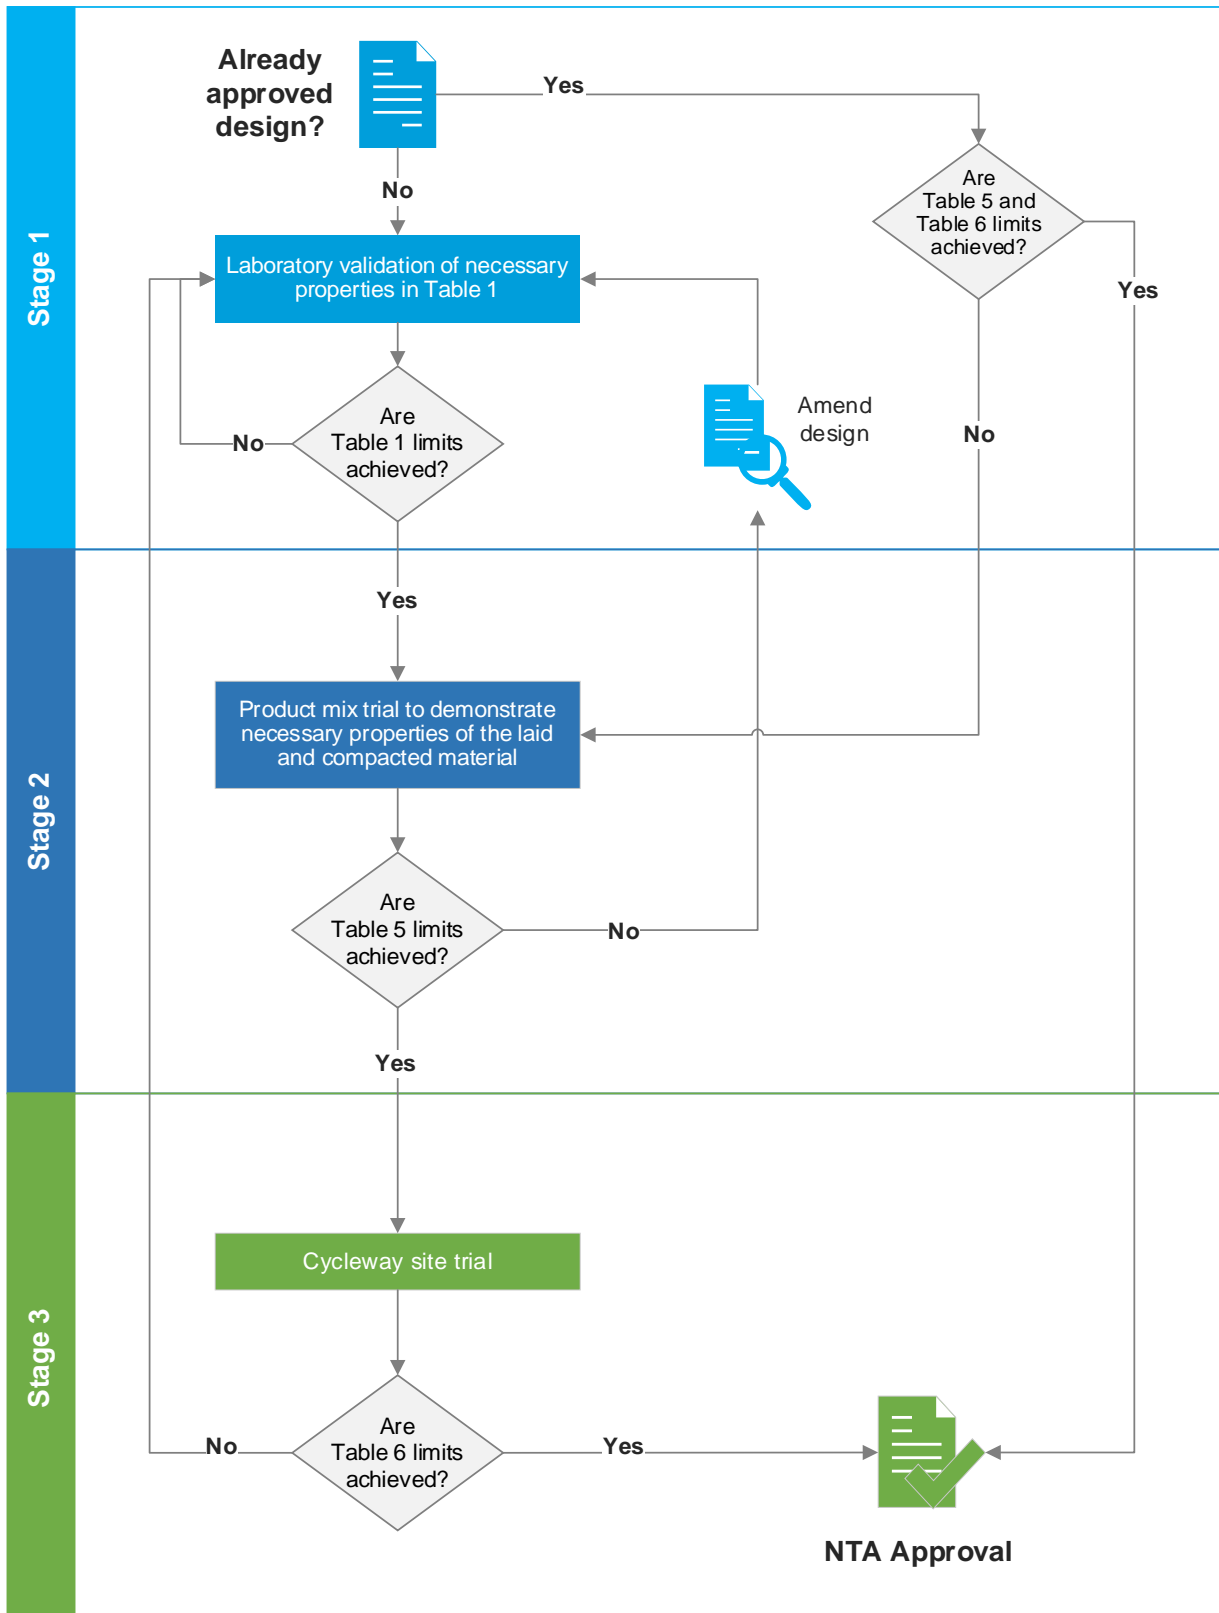 Stage 1
Already
approved
design?
Yes
No
Are
Table 5 and
Table 6 limits
achieved?
Yes
No
Laboratory validation of necessary
properties in Table 1
Are
Table 1 limits
achieved?
No
Amend
design
Yes
Stage 2
Product mix trial to demonstrate
necessary properties of the laid
and compacted material
Are
Table 5 limits
achieved?
No
Yes
Stage 3
Cycleway site trial
Are
Table 6 limits
achieved?
No
Yes
NTA Approval